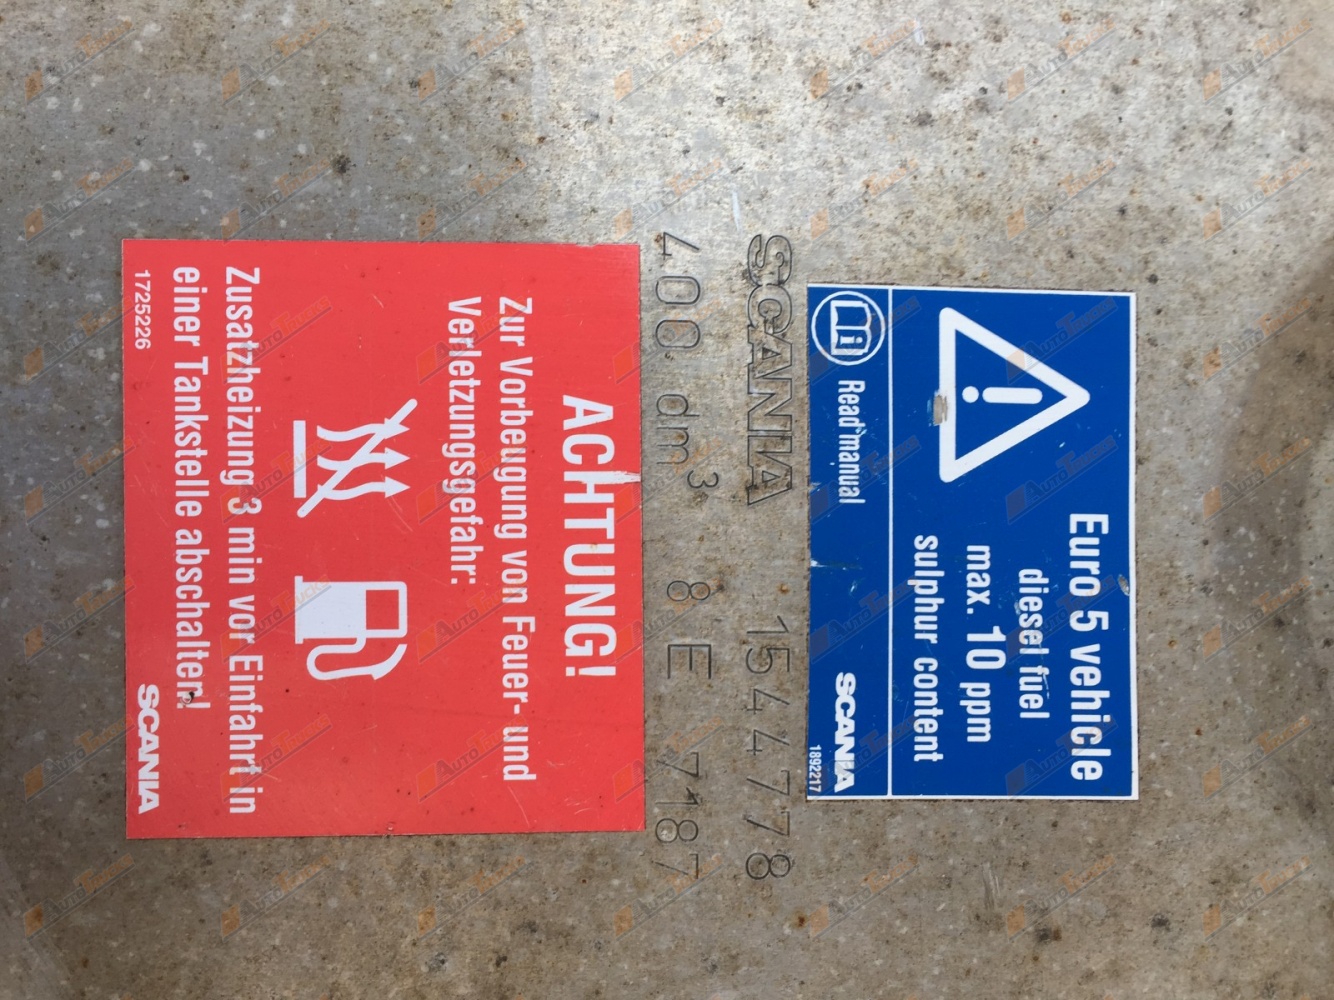 Euro 5 vehicle
diesel fuel
max. 10 ppm
sulphur content
Read manual
SCANIA
1892217
SCANIA 1544778
400 dm³ 8 E 7187
ACHTUNG!
Zur Vorbeugung von Feuer- und
Verletzungsgefahr:
Zusatzheizung 3 min vor Einfahrt in
einer Tankstelle abschalten!
1725226
SCANIA
AutoTrucks